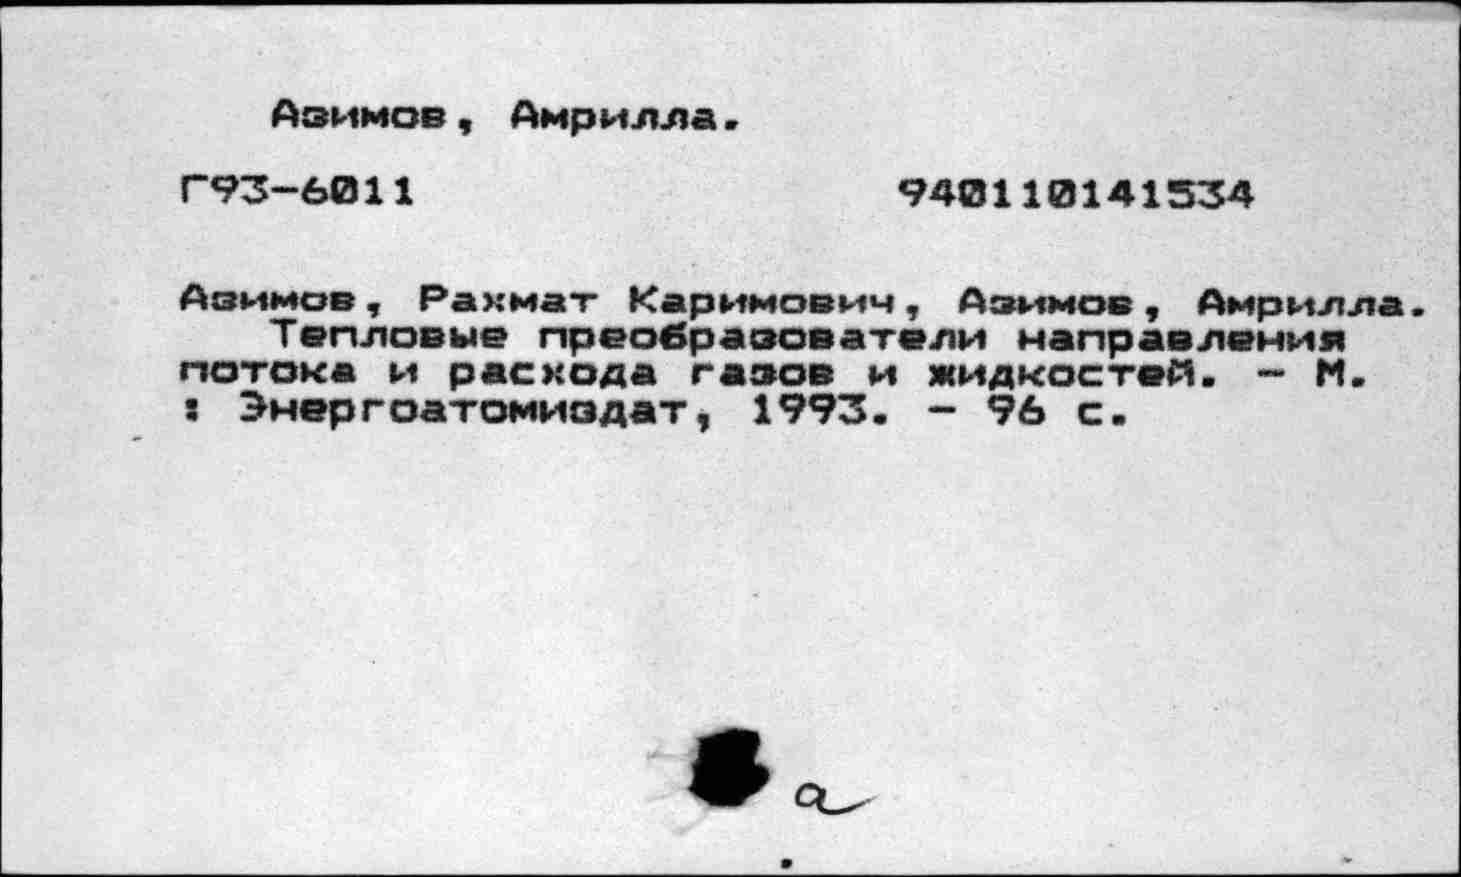 Азимов, Амрилла.
Г93-6011 940110141534
Азимов, Рахмат Каримович, Азимов, Амрилла.
Тепловые преобразователи направления
потока и расхода газов и жидкостей. - М.
: Энергоатомиздат, 1993. - 96 с.